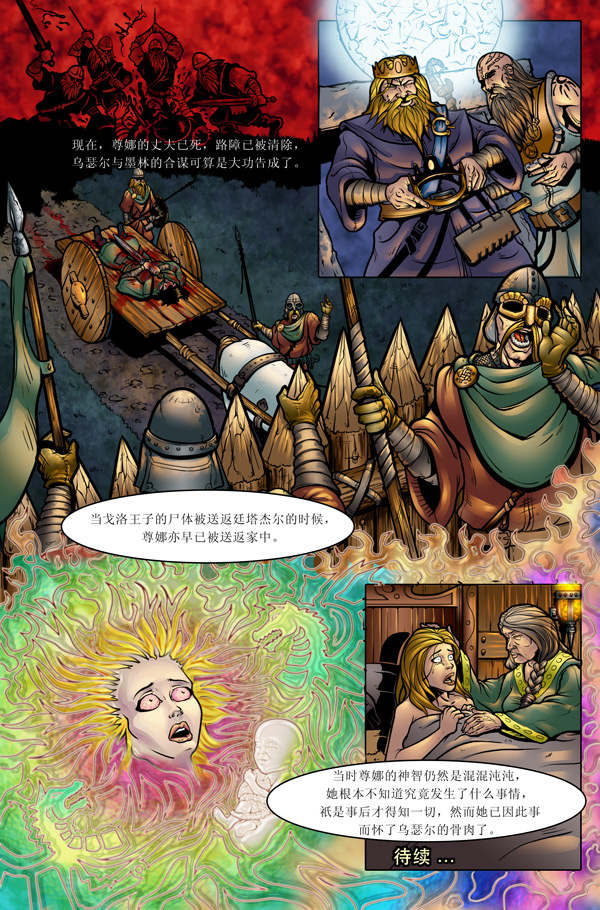 现在，尊娜的丈夫已死，路障已被清除，
乌瑟尔与墨林的合谋可算是大功告成了。
当戈洛王子的尸体被送返廷塔杰尔的时候，
尊娜亦早已被送返家中。
当时尊娜的神智仍然是混混沌沌，
她根本不知道究竟发生了什么事情，
祇是事后才得知一切，然而她已因此事
而怀了乌瑟尔的骨肉了。
待续 ...